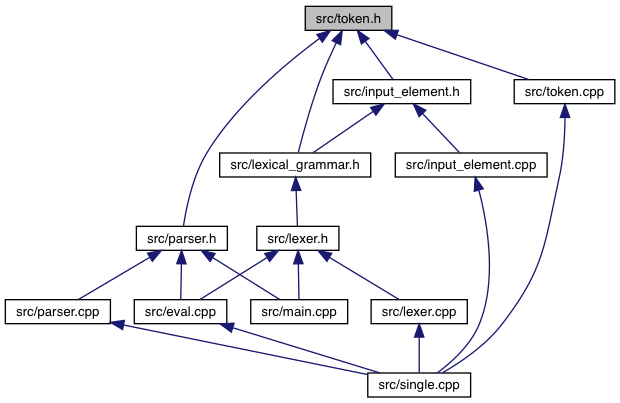 src/token.h
src/input_element.h
src/token.cpp
src/lexical_grammar.h
src/input_element.cpp
src/parser.h
src/lexer.h
src/parser.cpp
src/eval.cpp
src/main.cpp
src/lexer.cpp
src/single.cpp